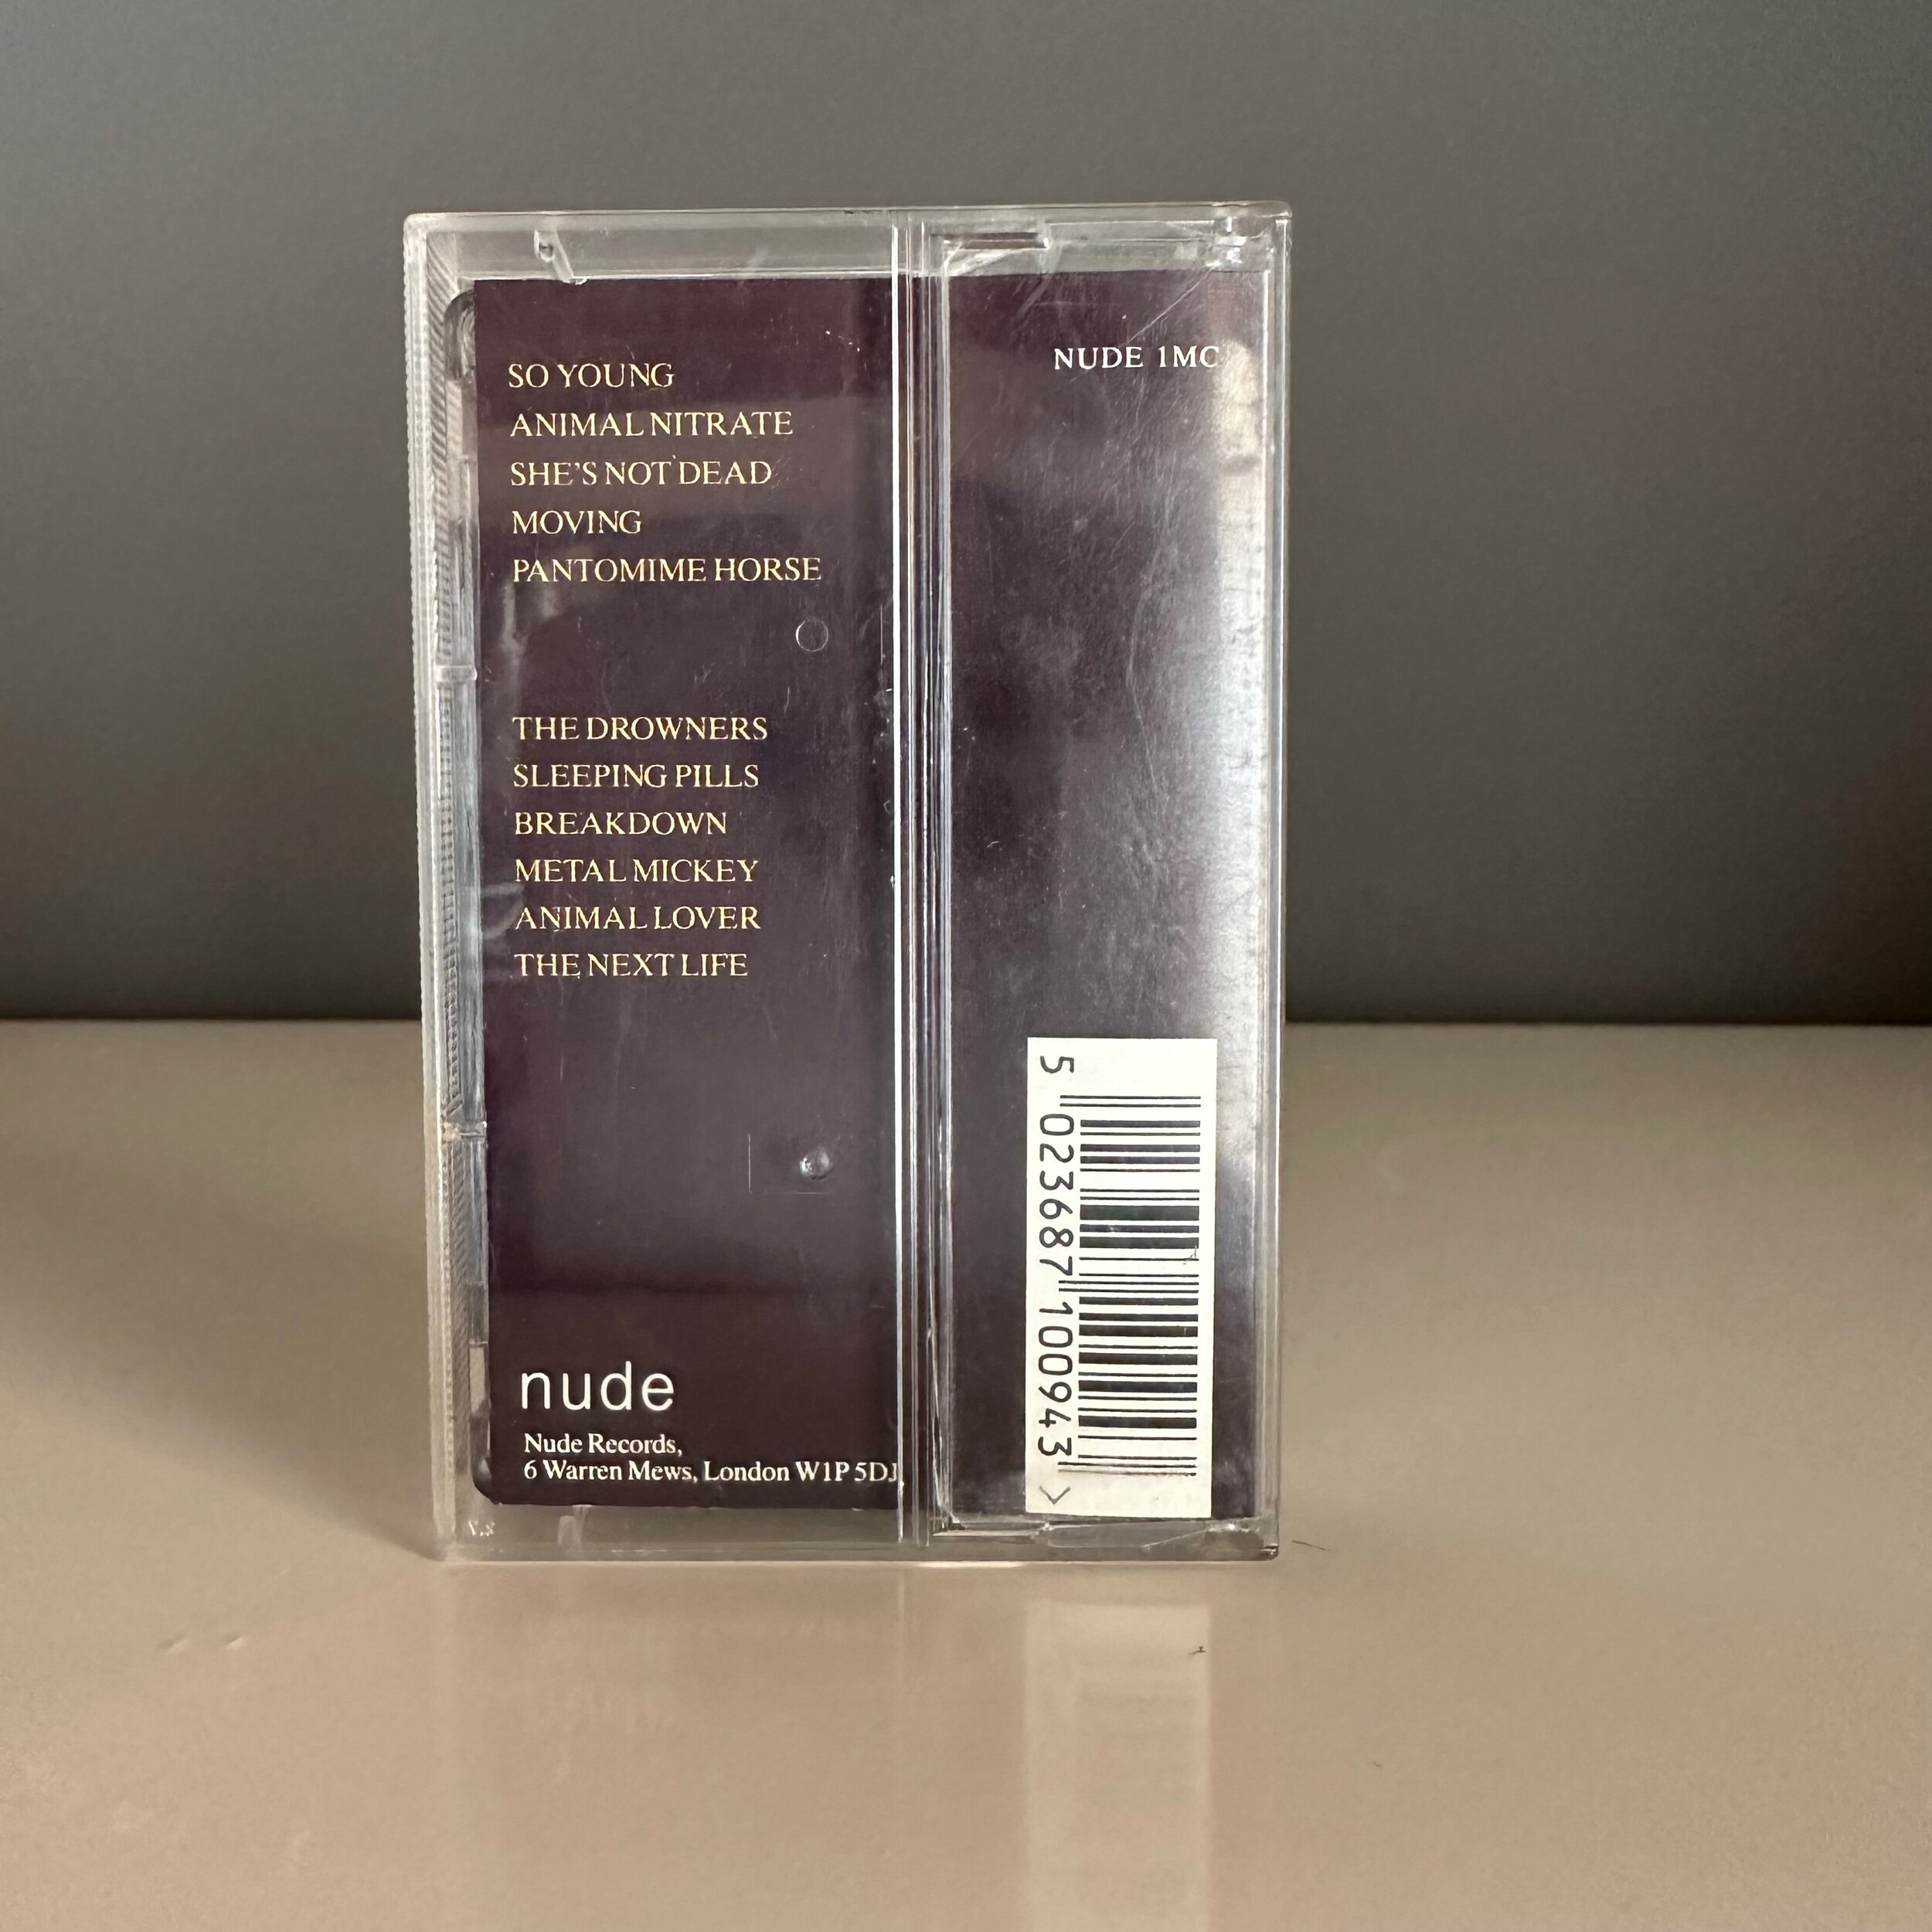 SO YOUNG
ANIMAL NITRATE
SHE'S NOT DEAD
MOVING
PANTOMIME HORSE
THE DROWNERS
SLEEPING PILLS
BREAKDOWN
METAL MICKEY
ANIMAL LOVER
THE NEXT LIFE
nude
Nude Records,
6 Warren Mews, London W1P 5DJ
NUDE 1MC
5 023687 100943 >